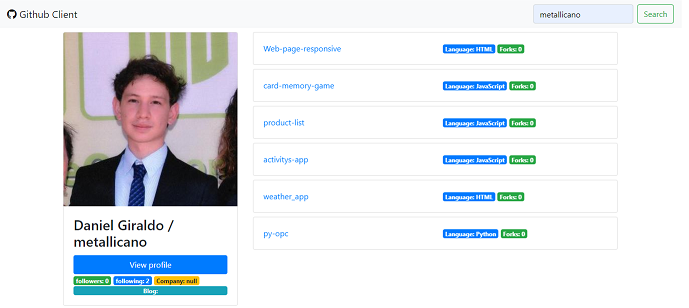 Github Client
metallicano
Search
Daniel Giraldo /
metallicano
View profile
followers: 0 following: 2 Company: null
Blog:
Web-page-responsive Language: HTML Forks: 0
card-memory-game Language: JavaScript Forks: 0
product-list Language: JavaScript Forks: 0
activitys-app Language: JavaScript Forks: 0
weather_app Language: HTML Forks: 0
py-opc Language: Python Forks: 0